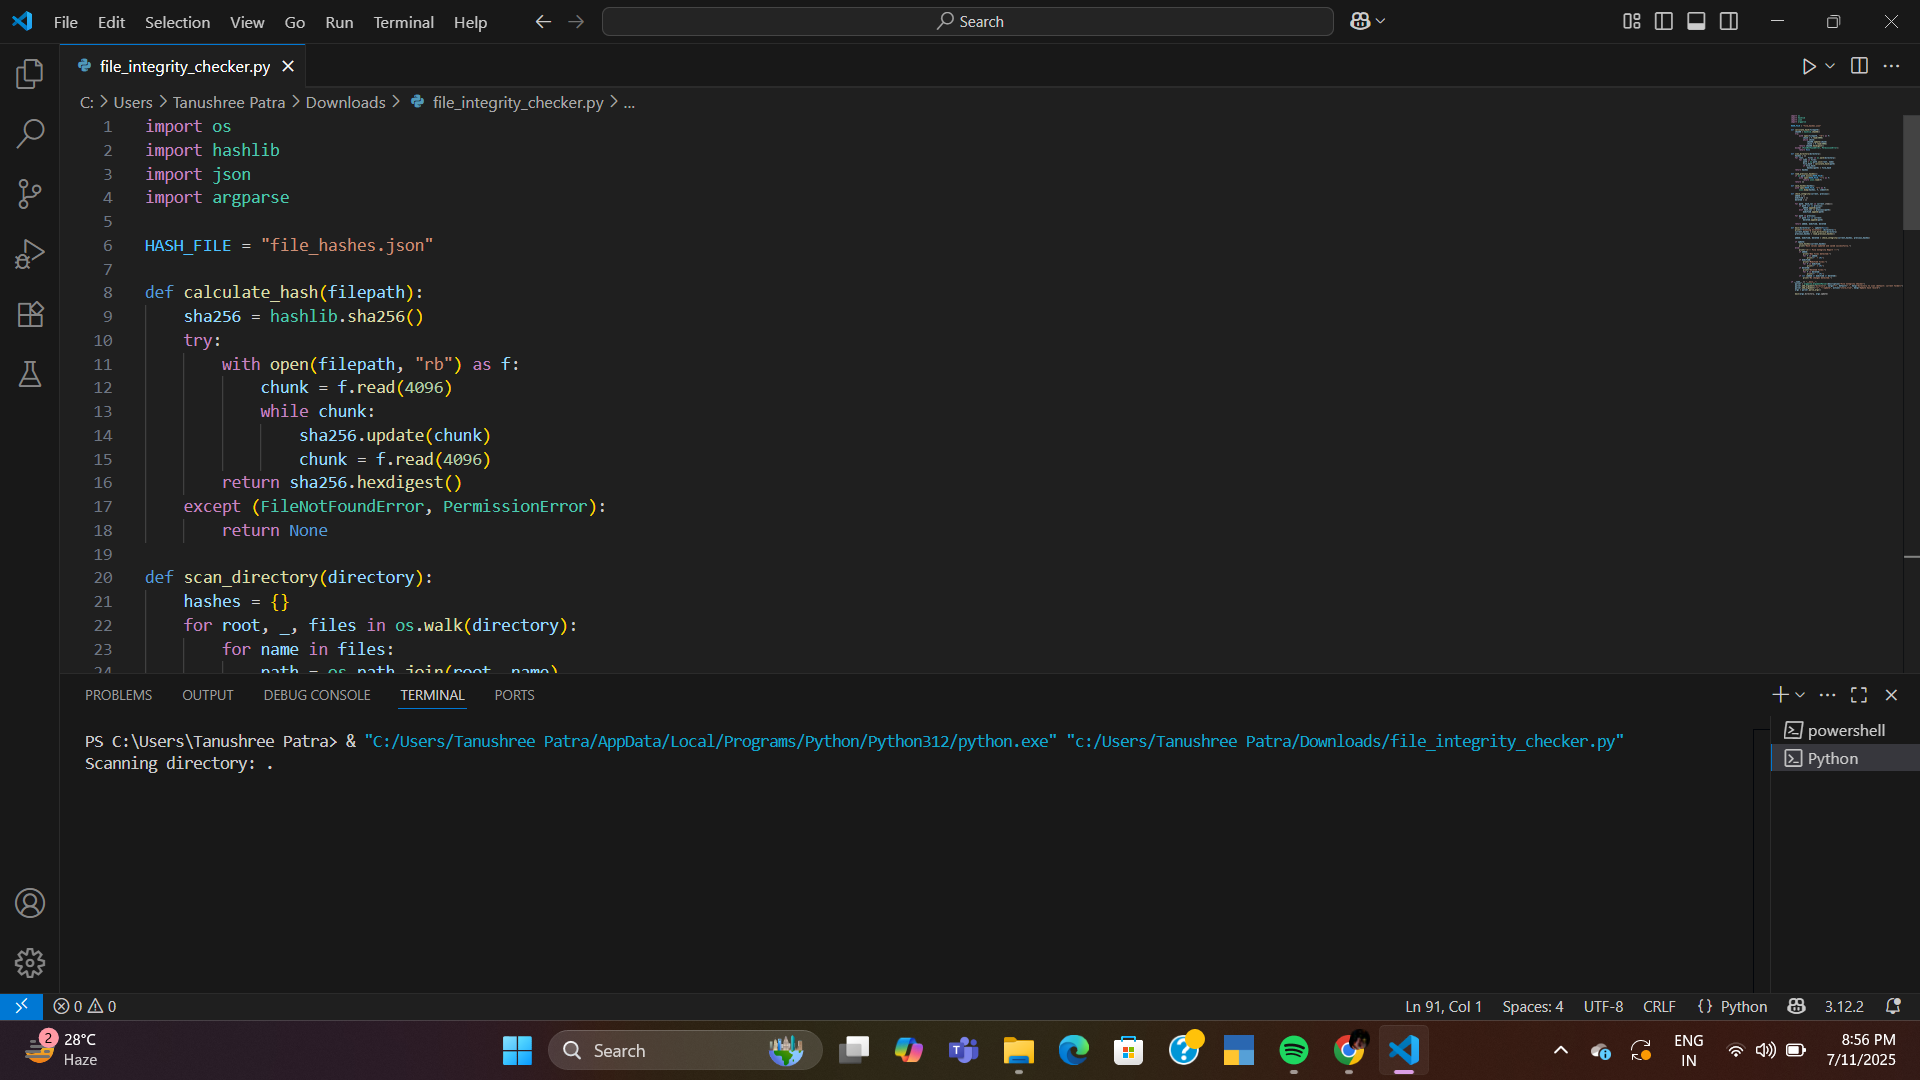 File Edit Selection View Go Run Terminal Help
Search
file_integrity_checker.py
C: > Users > Tanushree Patra > Downloads > file_integrity_checker.py > ...
1 import os
2 import hashlib
3 import json
4 import argparse
5
6 HASH_FILE = "file_hashes.json"
7
8 def calculate_hash(filepath):
9 sha256 = hashlib.sha256()
10 try:
11 with open(filepath, "rb") as f:
12 chunk = f.read(4096)
13 while chunk:
14 sha256.update(chunk)
15 chunk = f.read(4096)
16 return sha256.hexdigest()
17 except (FileNotFoundError, PermissionError):
18 return None
19
20 def scan_directory(directory):
21 hashes = {}
22 for root, _, files in os.walk(directory):
23 for name in files:
24 path = os.path.join(root, name)
PROBLEMS OUTPUT DEBUG CONSOLE TERMINAL PORTS
PS C:\Users\Tanushree Patra> & "C:/Users/Tanushree Patra/AppData/Local/Programs/Python/Python312/python.exe" "c:/Users/Tanushree Patra/Downloads/file_integrity_checker.py"
Scanning directory: .
powershell
Python
0 0
Ln 91, Col 1 Spaces: 4 UTF-8 CRLF {} Python 3.12.2
2
28°C
Haze
Search
ENG
IN
8:56 PM
7/11/2025